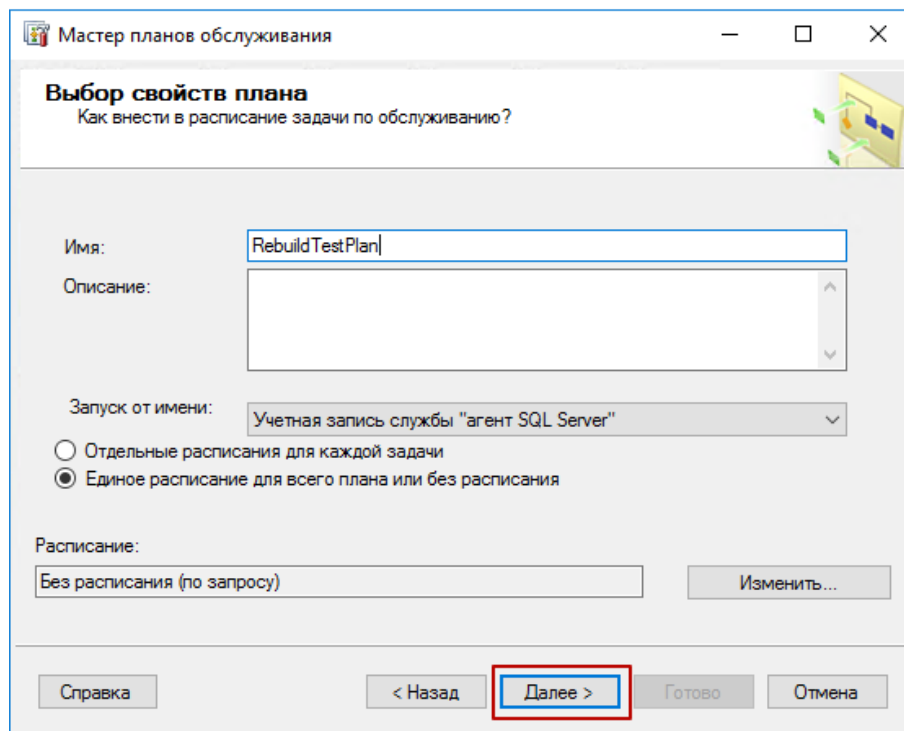 Мастер планов обслуживания
Выбор свойств плана
Как внести в расписание задачи по обслуживанию?
Имя:
RebuildTestPlan
Описание:
Запуск от имени:
Учетная запись службы "агент SQL Server"
Отдельные расписания для каждой задачи
Единое расписание для всего плана или без расписания
Расписание:
Без расписания (по запросу)
Изменить...
Справка
< Назад
Далее >
Готово
Отмена